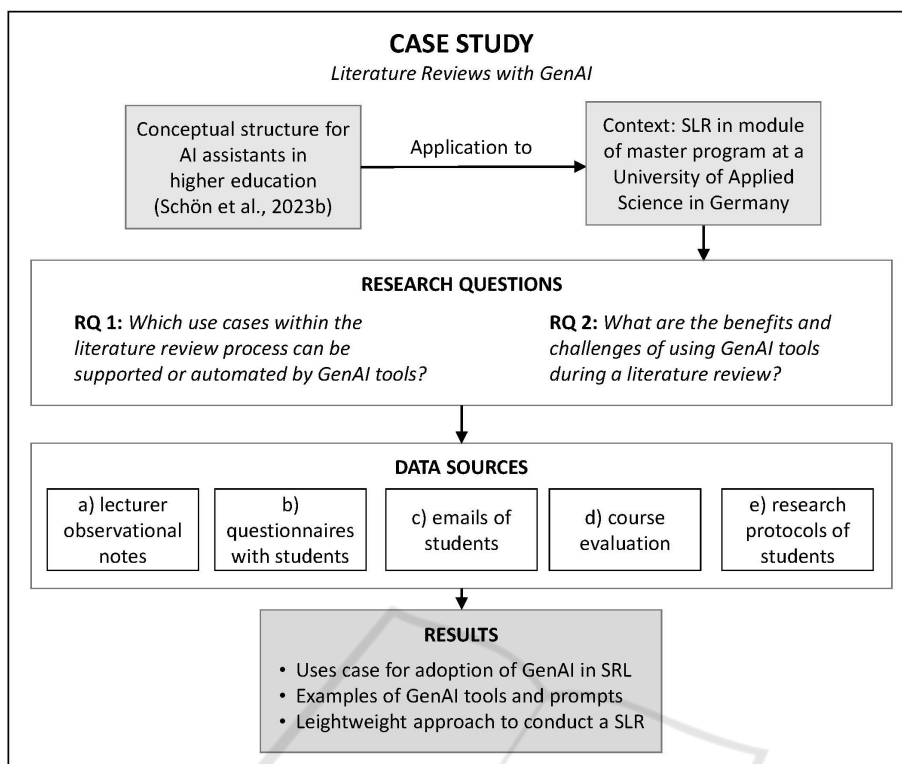 CASE STUDY
Literature Reviews with GenAI
Conceptual structure for
AI assistants in
higher education
(Schön et al., 2023b)
Application to
Context: SLR in module
of master program at a
University of Applied
Science in Germany
RESEARCH QUESTIONS
RQ 1: Which use cases within the
literature review process can be
supported or automated by GenAI tools?
RQ 2: What are the benefits and
challenges of using GenAI tools
during a literature review?
DATA SOURCES
a) lecturer
observational
notes
b)
questionnaires
with students
c) emails of
students
d) course
evaluation
e) research
protocols of
students
RESULTS
• Uses case for adoption of GenAI in SRL
• Examples of GenAI tools and prompts
• Leightweight approach to conduct a SLR